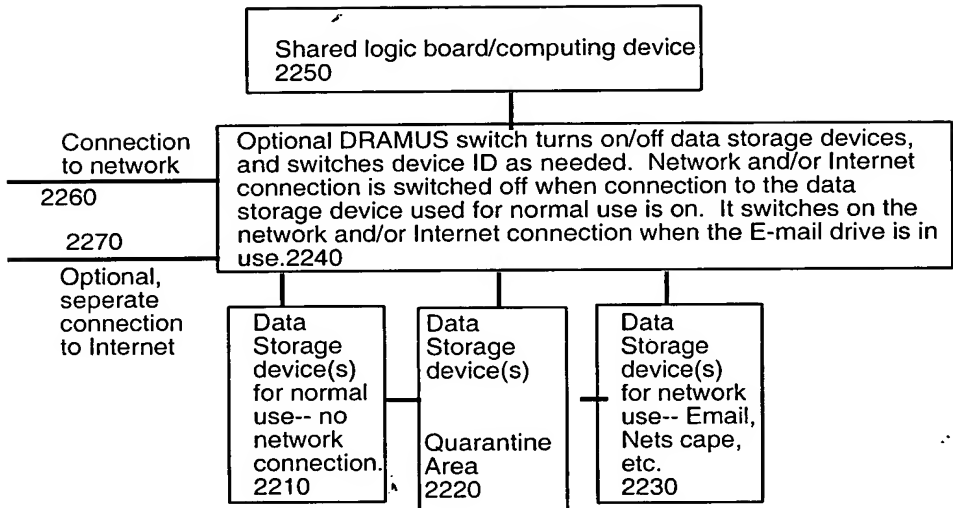 Shared logic board/computing device
2250
Connection
to network
2260
2270
Optional,
seperate
connection
to Internet
Optional DRAMUS switch turns on/off data storage devices,
and switches device ID as needed. Network and/or Internet
connection is switched off when connection to the data
storage device used for normal use is on. It switches on the
network and/or Internet connection when the E-mail drive is in
use.2240
Data
Storage
device(s)
for normal
use-- no
network
connection.
2210
Data
Storage
device(s)
Quarantine
Area
2220
Data
Storage
device(s)
for network
use-- Email,
Nets cape,
etc.
2230